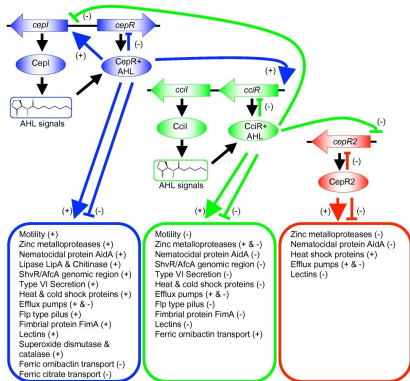 cepI
cepR
(-)
(-)
(+)
CepI
CepR+
AHL
AHL signals
(+)
cciI
cciR
(-)
CciI
CciR+
AHL
AHL signals
(-)
cepR2
(-)
CepR2
(+)
(-)
(+)
(-)
(+)
(-)
Motility (+)
Zinc metalloproteases (+)
Nematocidal protein AidA (+)
Lipase LipA & Chitinase (+)
ShvR/AfcA genomic region (+)
Type VI Secretion (+)
Heat & cold shock proteins (+)
Efflux pumps (+ & -)
Flp type pilus (+)
Fimbrial protein FimA (+)
Lectins (+)
Superoxide dismutase &
catalase (+)
Ferric ornibactin transport (-)
Ferric citrate transport (-)
Motility (-)
Zinc metalloproteases (+ & -)
Nematocidal protein AidA (-)
ShvR/AfcA genomic region (-)
Type VI Secretion (-)
Heat & cold shock proteins (-)
Efflux pumps (+ & -)
Flp type pilus (-)
Fimbrial protein FimA (-)
Lectins (-)
Ferric ornibactin transport (+)
Zinc metalloproteases (-)
Nematocidal protein AidA (-)
Heat shock proteins (+)
Efflux pumps (+ & -)
Lectins (-)